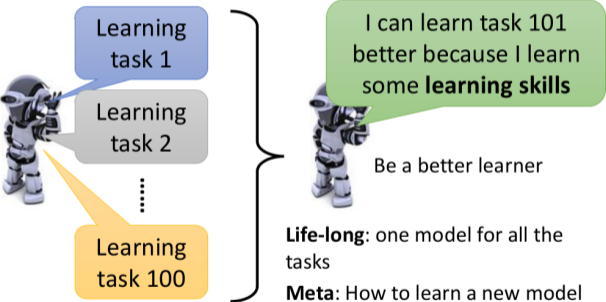 Learning
task 1
Learning
task 2
......
Learning
task 100
I can learn task 101
better because I learn
some learning skills
Be a better learner
Life-long: one model for all the
tasks
Meta: How to learn a new model